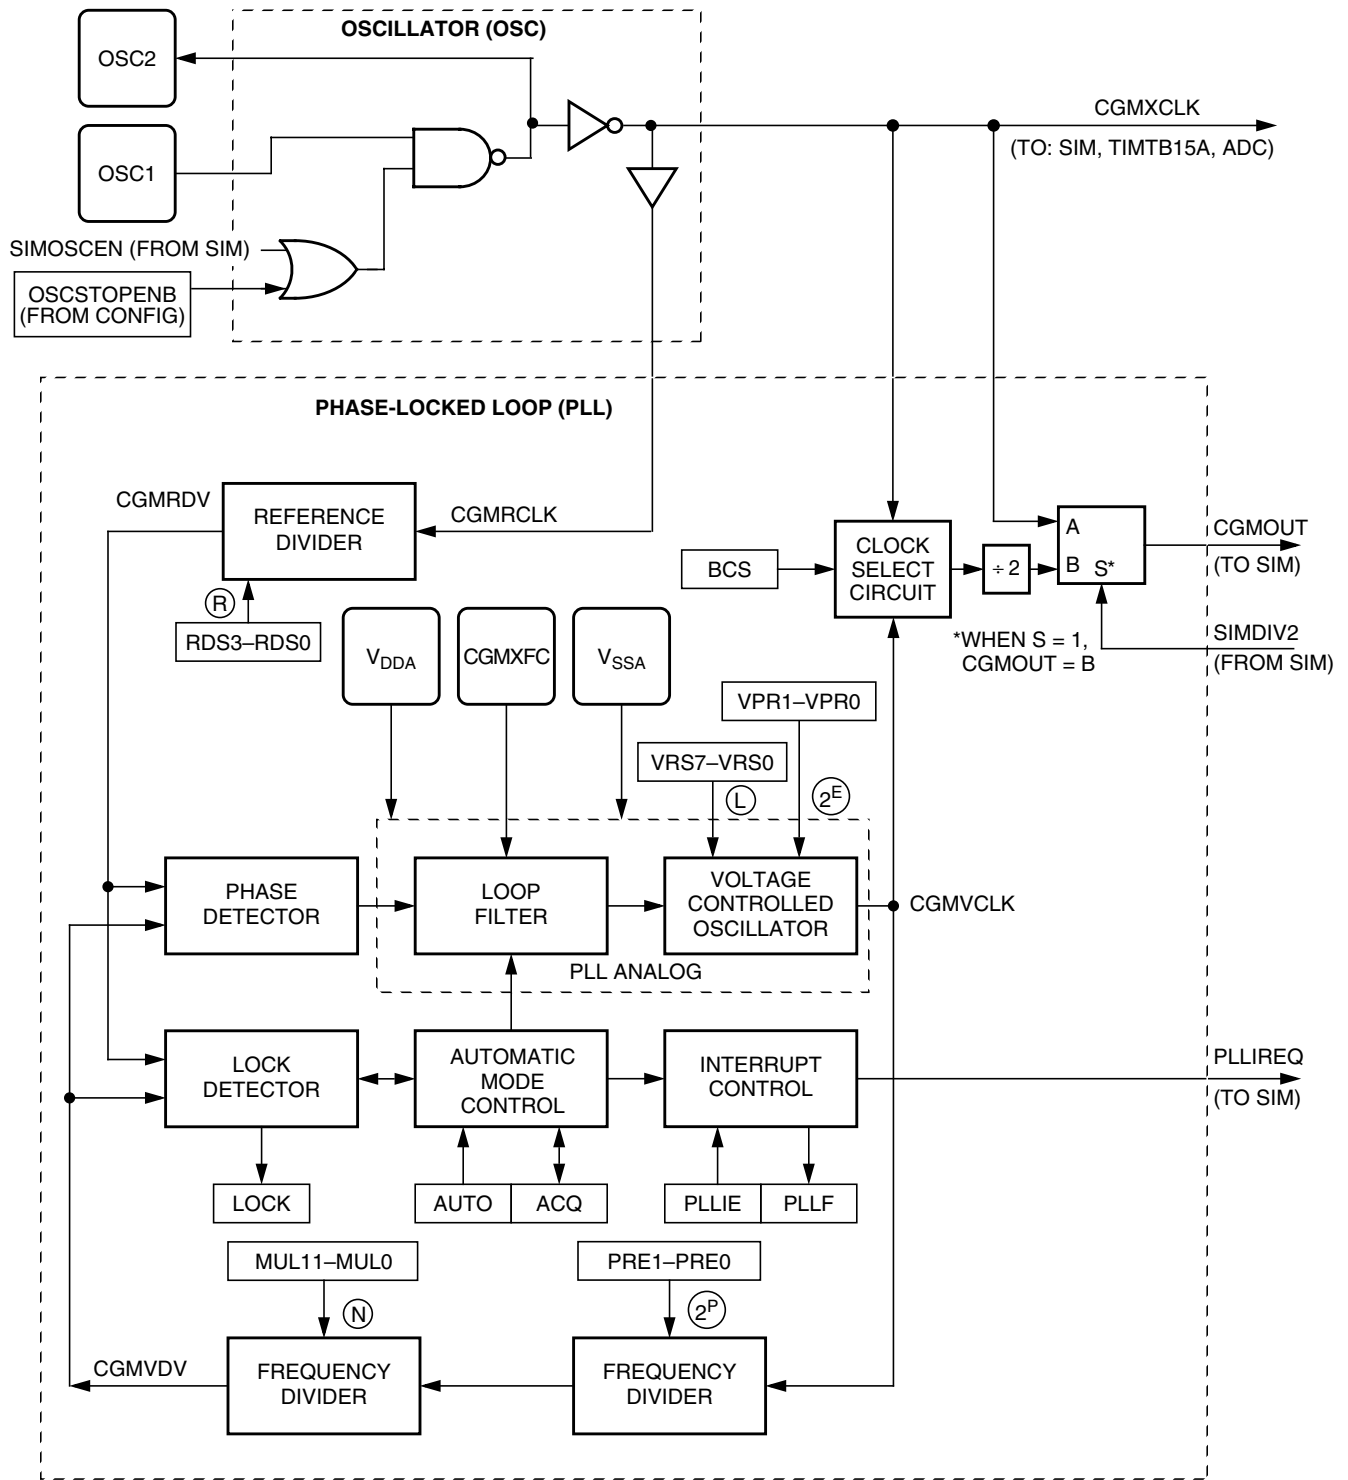 OSCILLATOR (OSC)
OSC2
CGMXCLK
(TO: SIM, TIMTB15A, ADC)
OSC1
SIMOSCEN (FROM SIM)
OSCSTOPENB
(FROM CONFIG)
PHASE-LOCKED LOOP (PLL)
CGMRDV
REFERENCE
DIVIDER
CGMRCLK
R
RDS3–RDS0
BCS
CLOCK
SELECT
CIRCUIT
÷ 2
A
B S*
CGMOUT
(TO SIM)
*WHEN S = 1,
CGMOUT = B
SIMDIV2
(FROM SIM)
VDDA
CGMXFC
VSSA
VPR1–VPR0
VRS7–VRS0
L
2E
PHASE
DETECTOR
LOOP
FILTER
VOLTAGE
CONTROLLED
OSCILLATOR
CGMVCLK
PLL ANALOG
LOCK
DETECTOR
AUTOMATIC
MODE
CONTROL
INTERRUPT
CONTROL
PLLIREQ
(TO SIM)
LOCK
AUTO
ACQ
PLLIE
PLLF
MUL11–MUL0
PRE1–PRE0
N
2P
CGMVDV
FREQUENCY
DIVIDER
FREQUENCY
DIVIDER